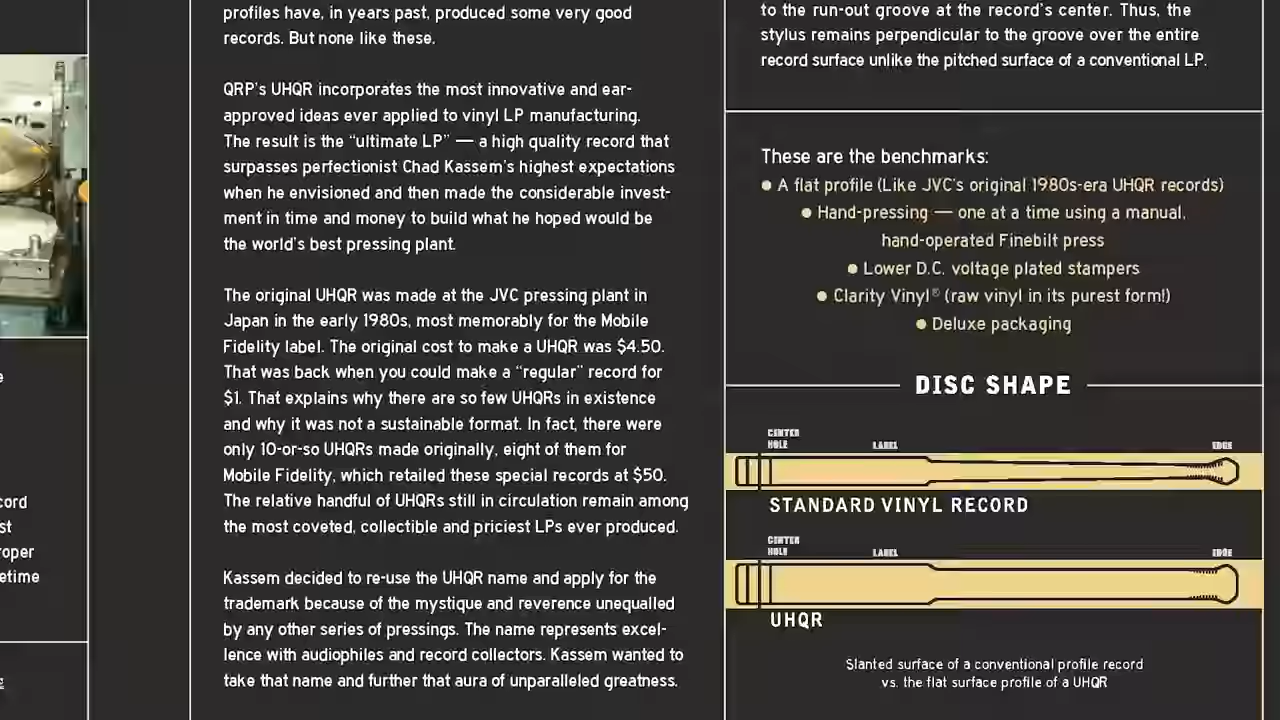 e
cord
st
roper
etime
profiles have, in years past, produced some very good
records. But none like these.
QRP's UHQR incorporates the most innovative and ear-
approved ideas ever applied to vinyl LP manufacturing.
The result is the “ultimate LP” — a high quality record that
surpasses perfectionist Chad Kassem's highest expectations
when he envisioned and then made the considerable invest-
ment in time and money to build what he hoped would be
the world's best pressing plant.
The original UHQR was made at the JVC pressing plant in
Japan in the early 1980s, most memorably for the Mobile
Fidelity label. The original cost to make a UHQR was $4.50.
That was back when you could make a “regular” record for
$1. That explains why there are so few UHQRs in existence
and why it was not a sustainable format. In fact, there were
only 10-or-so UHQRs made originally, eight of them for
Mobile Fidelity, which retailed these special records at $50.
The relative handful of UHQRs still in circulation remain among
the most coveted, collectible and priciest LPs ever produced.
Kassem decided to re-use the UHQR name and apply for the
trademark because of the mystique and reverence unequalled
by any other series of pressings. The name represents excel-
lence with audiophiles and record collectors. Kassem wanted to
take that name and further that aura of unparalleled greatness.
to the run-out groove at the record's center. Thus, the
stylus remains perpendicular to the groove over the entire
record surface unlike the pitched surface of a conventional LP.
These are the benchmarks:
● A flat profile (Like JVC's original 1980s-era UHQR records)
● Hand-pressing — one at a time using a manual,
hand-operated Finebilt press
● Lower D.C. voltage plated stampers
● Clarity Vinyl® (raw vinyl in its purest form!)
● Deluxe packaging
DISC SHAPE
CENTER
HOLE LABEL EDGE
STANDARD VINYL RECORD
CENTER
HOLE LABEL EDGE
UHQR
Slanted surface of a conventional profile record
vs. the flat surface profile of a UHQR